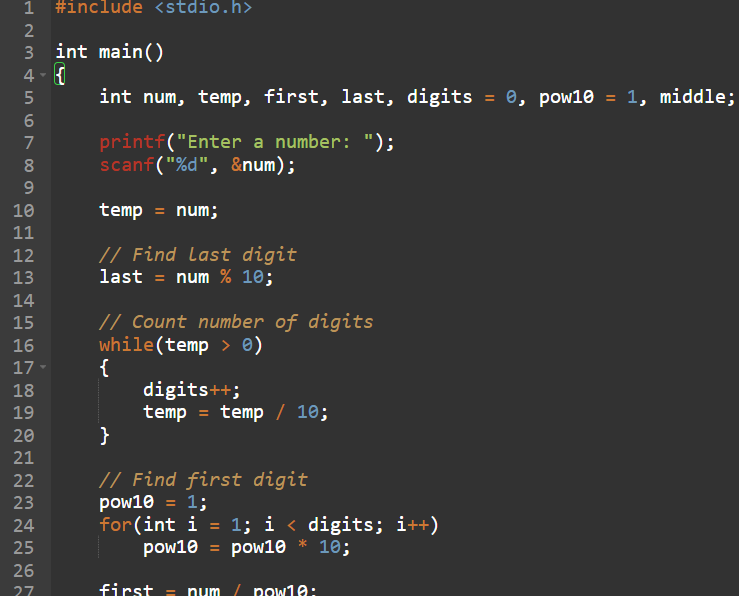 1 #include <stdio.h>
2
3 int main()
4 {
5 int num, temp, first, last, digits = 0, pow10 = 1, middle;
6
7 printf("Enter a number: ");
8 scanf("%d", &num);
9
10 temp = num;
11
12 // Find last digit
13 last = num % 10;
14
15 // Count number of digits
16 while(temp > 0)
17 {
18 digits++;
19 temp = temp / 10;
20 }
21
22 // Find first digit
23 pow10 = 1;
24 for(int i = 1; i < digits; i++)
25 pow10 = pow10 * 10;
26
27 first = num / pow10;